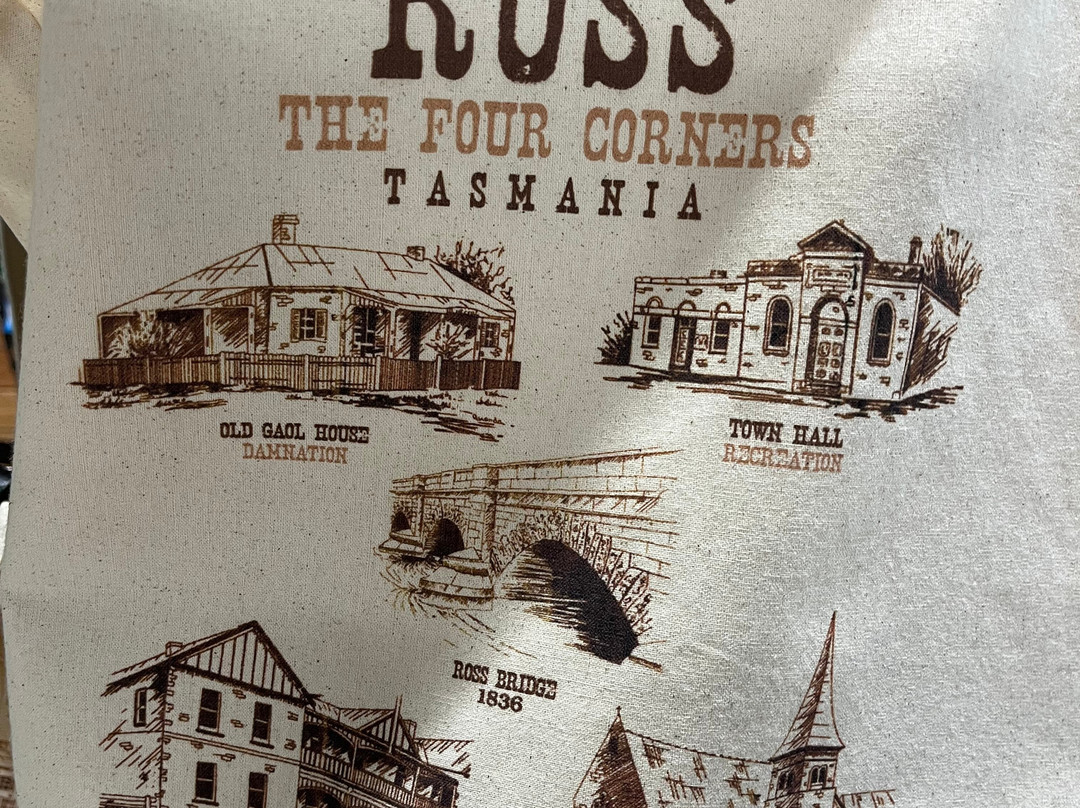 ROSS
THE FOUR CORNERS
TASMANIA
OLD GAOL HOUSE
DAMNATION
TOWN HALL
RECREATION
ROSS BRIDGE
1836